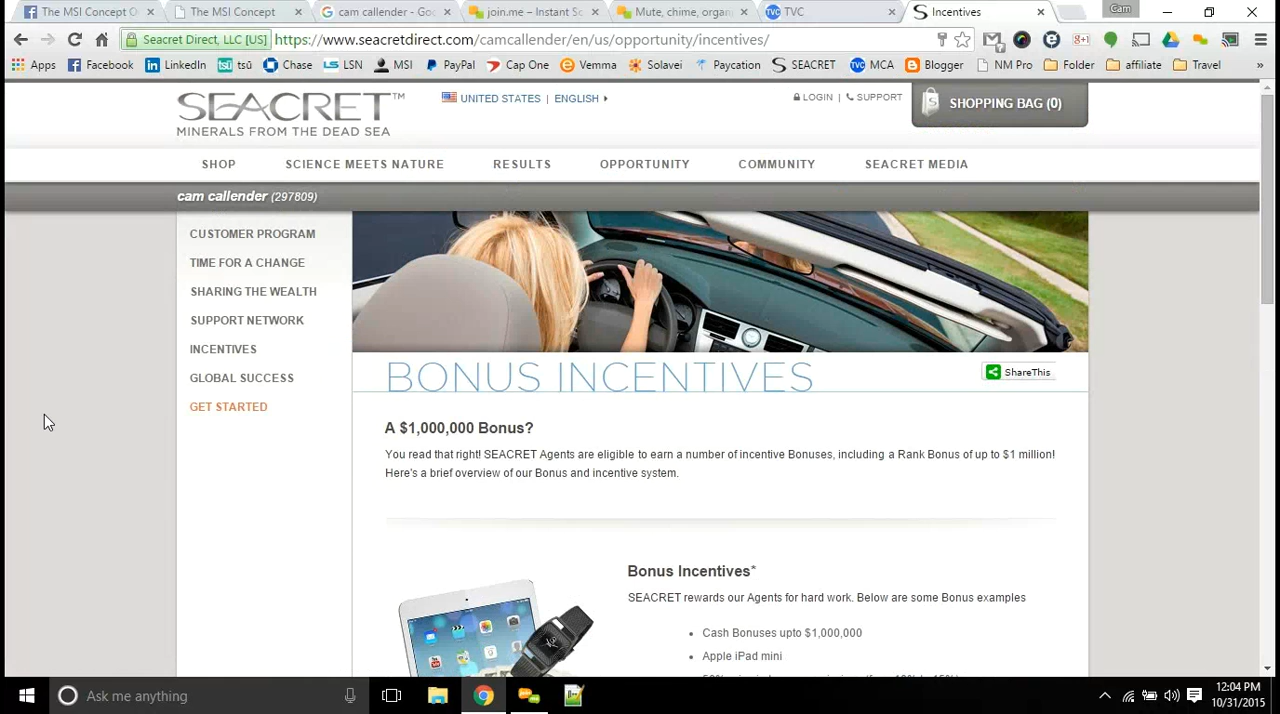 The MSI Concept O
The MSI Concept
cam callender - Goo
join.me – Instant Sc
Mute, chime, organ
TVC
Incentives
Cam
Seacret Direct, LLC [US]
https://www.seacretdirect.com/camcallender/en/us/opportunity/incentives/
Apps
Facebook
LinkedIn
tsū
Chase
LSN
MSI
PayPal
Cap One
Vemma
Solavei
Paycation
SEACRET
MCA
Blogger
NM Pro
Folder
affiliate
Travel
»
SEACRET™
MINERALS FROM THE DEAD SEA
UNITED STATES | ENGLISH
LOGIN | SUPPORT
SHOPPING BAG (0)
SHOP
SCIENCE MEETS NATURE
RESULTS
OPPORTUNITY
COMMUNITY
SEACRET MEDIA
cam callender (297809)
CUSTOMER PROGRAM
TIME FOR A CHANGE
SHARING THE WEALTH
SUPPORT NETWORK
INCENTIVES
GLOBAL SUCCESS
GET STARTED
BONUS INCENTIVES
ShareThis
A $1,000,000 Bonus?
You read that right! SEACRET Agents are eligible to earn a number of incentive Bonuses, including a Rank Bonus of up to $1 million!
Here's a brief overview of our Bonus and incentive system.
Bonus Incentives*
SEACRET rewards our Agents for hard work. Below are some Bonus examples
• Cash Bonuses upto $1,000,000
• Apple iPad mini
Ask me anything
12:04 PM
10/31/2015